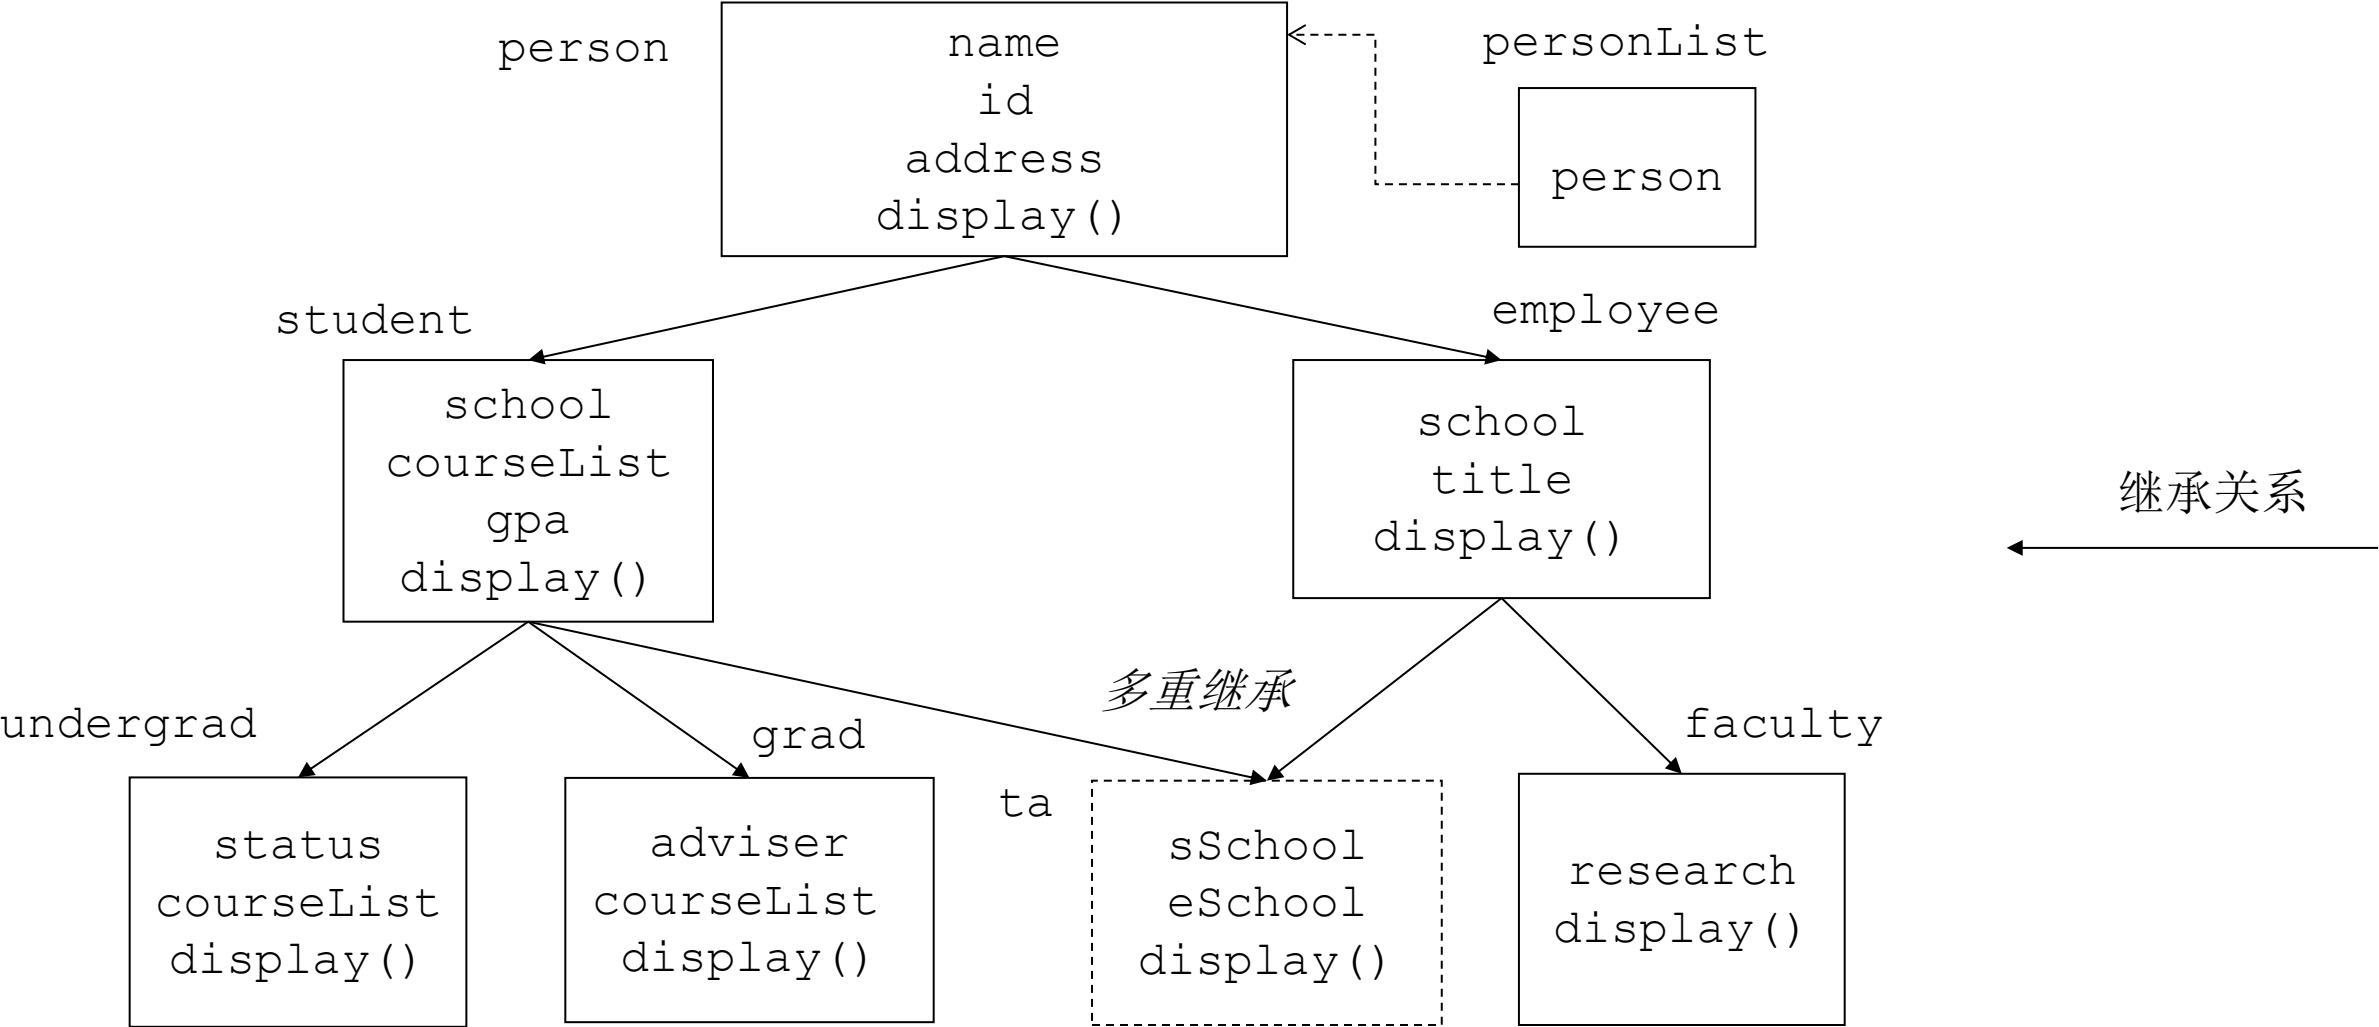 person
name
id
address
display()
personList
person
student
school
courseList
gpa
display()
employee
school
title
display()
继承关系
多重继承
undergrad
status
courseList
display()
grad
adviser
courseList
display()
ta
sSchool
eSchool
display()
faculty
research
display()